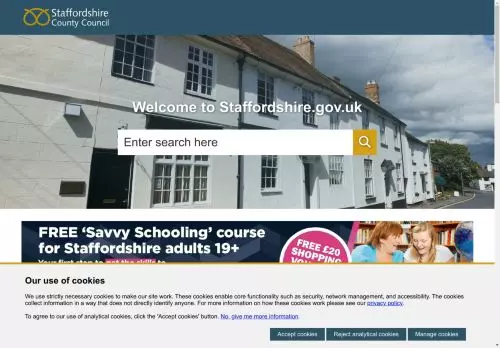 Staffordshire
County Council
Welcome to Staffordshire.gov.uk
Enter search here
FREE ‘Savvy Schooling’ course
for Staffordshire adults 19+
Your first step to get the skills to
FREE £20
SHOPPING
Our use of cookies
We use strictly necessary cookies to make our site work. These cookies enable core functionality such as security, network management, and accessibility. The cookies
collect information in a way that does not directly identify anyone. For more information on how these cookies work please see our privacy policy.
To agree to our use of analytical cookies, click the 'Accept cookies' button. No, give me more information.
Accept cookies
Reject analytical cookies
Manage cookies